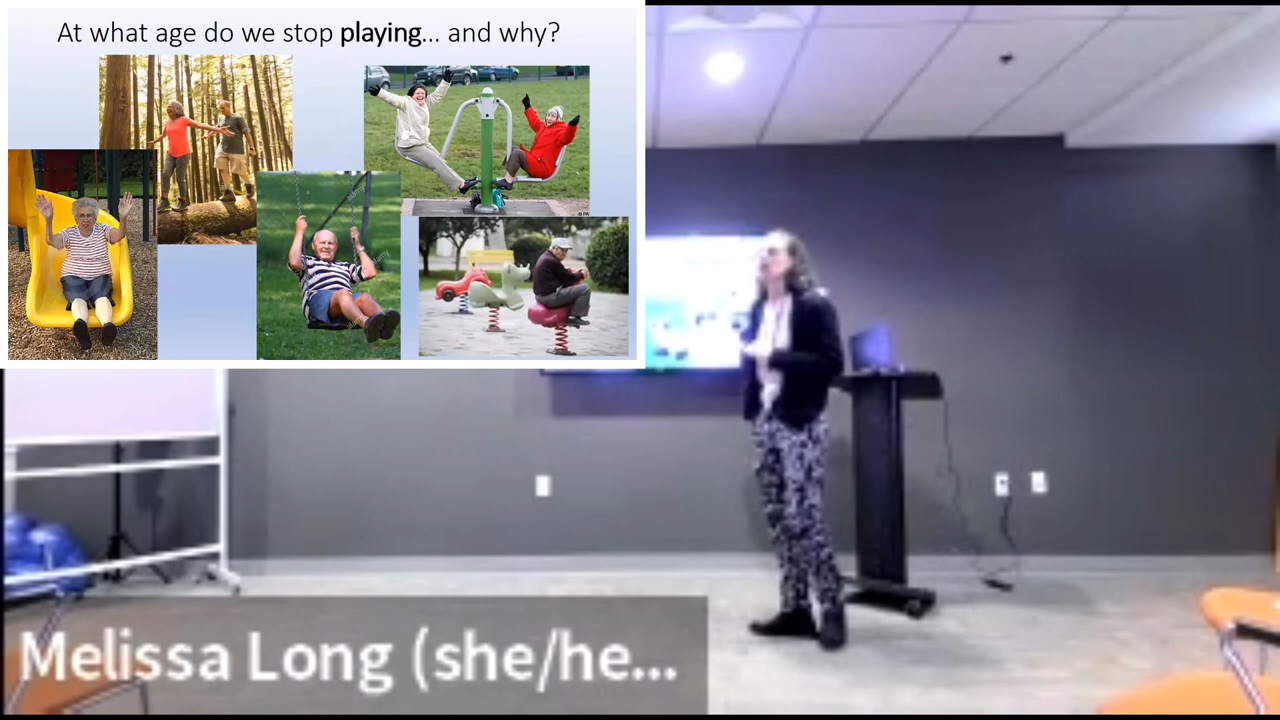 At what age do we stop playing... and why?
Melissa Long (she/he...